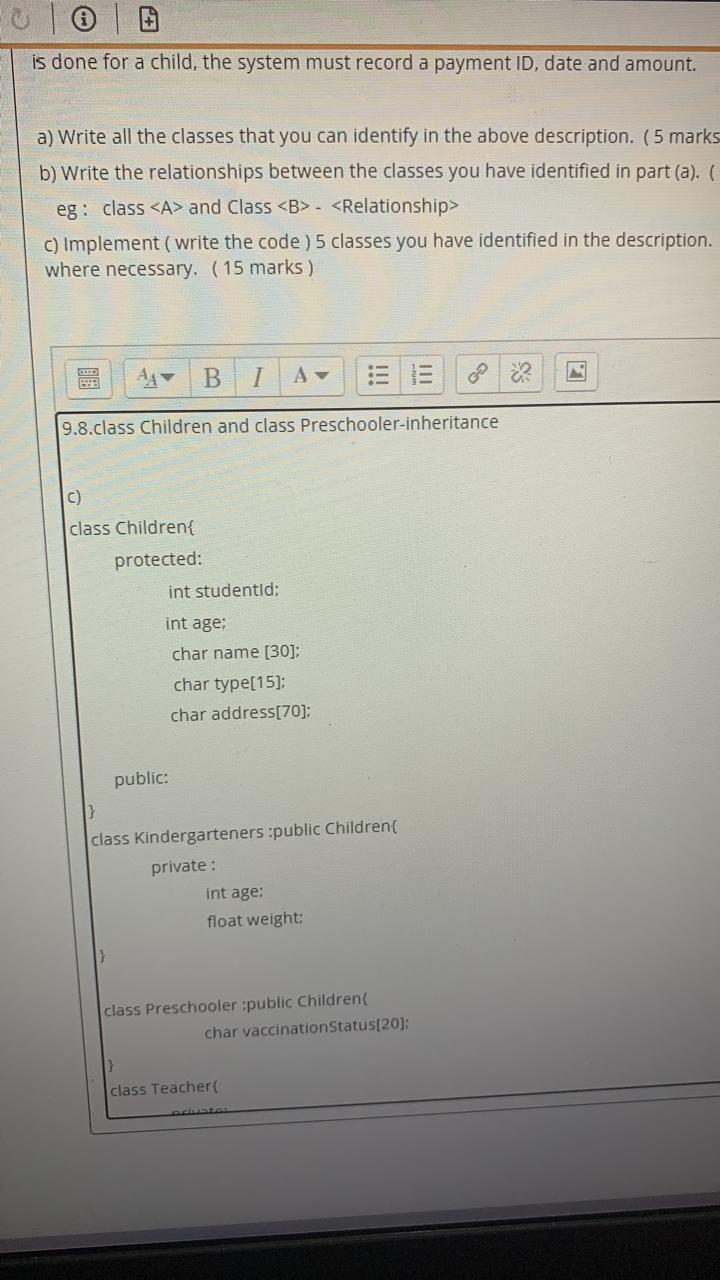 is done for a child, the system must record a payment ID, date and amount.
a) Write all the classes that you can identify in the above description. ( 5 marks
b) Write the relationships between the classes you have identified in part (a). (
eg : class <A> and Class <B> - <Relationship>
c) Implement ( write the code ) 5 classes you have identified in the description.
where necessary. ( 15 marks )
B I A
9.8.class Children and class Preschooler-inheritance
c)
class Children{
protected:
int studentId;
int age;
char name [30];
char type[15];
char address[70];
public:
}
class Kindergarteners :public Children{
private :
int age;
float weight;
}
class Preschooler :public Children{
char vaccinationStatus[20];
}
class Teacher{
private: